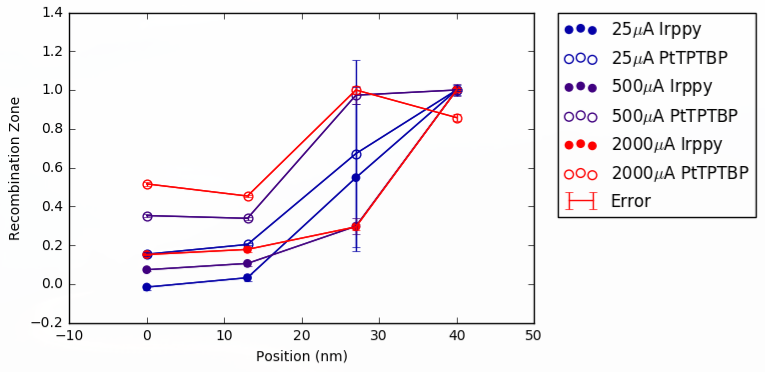 1.4
1.2
1.0
0.8
0.6
0.4
0.2
0.0
−0.2
−10
0
10
20
30
40
50
Recombination Zone
Position (nm)
25μA Irppy
25μA PtTPTBP
500μA Irppy
500μA PtTPTBP
2000μA Irppy
2000μA PtTPTBP
Error